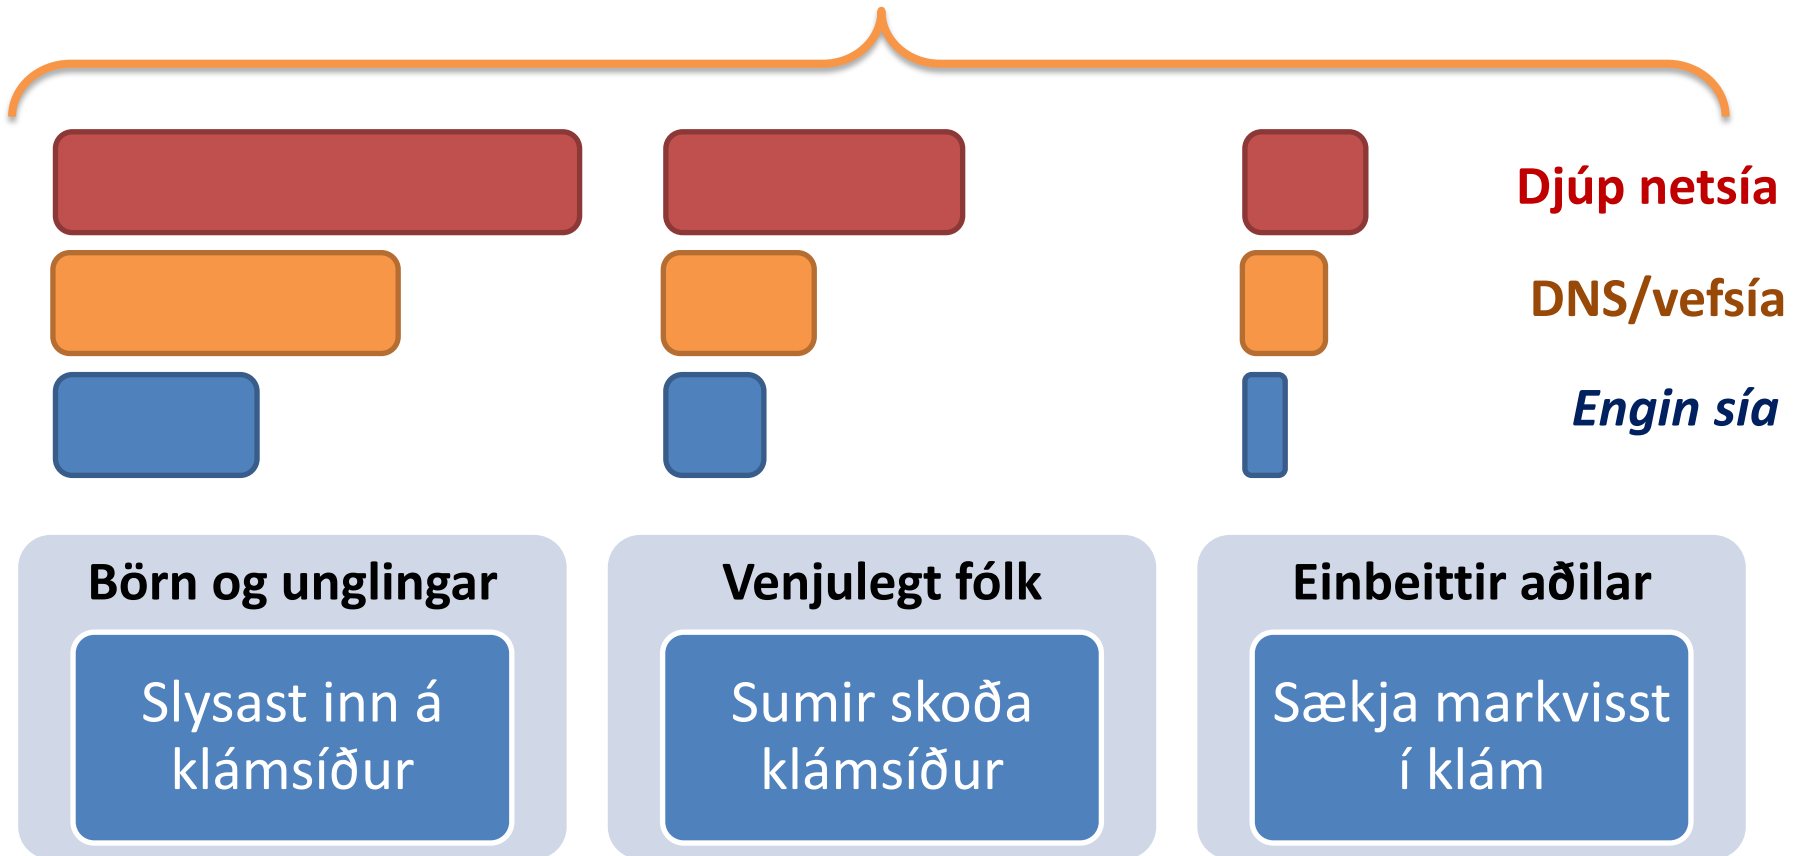 Djúp netsía
DNS/vefsía
Engin sía
Börn og unglingar
Slysast inn á
klámsíður
Venjulegt fólk
Sumir skoða
klámsíður
Einbeittir aðilar
Sækja markvisst
í klám